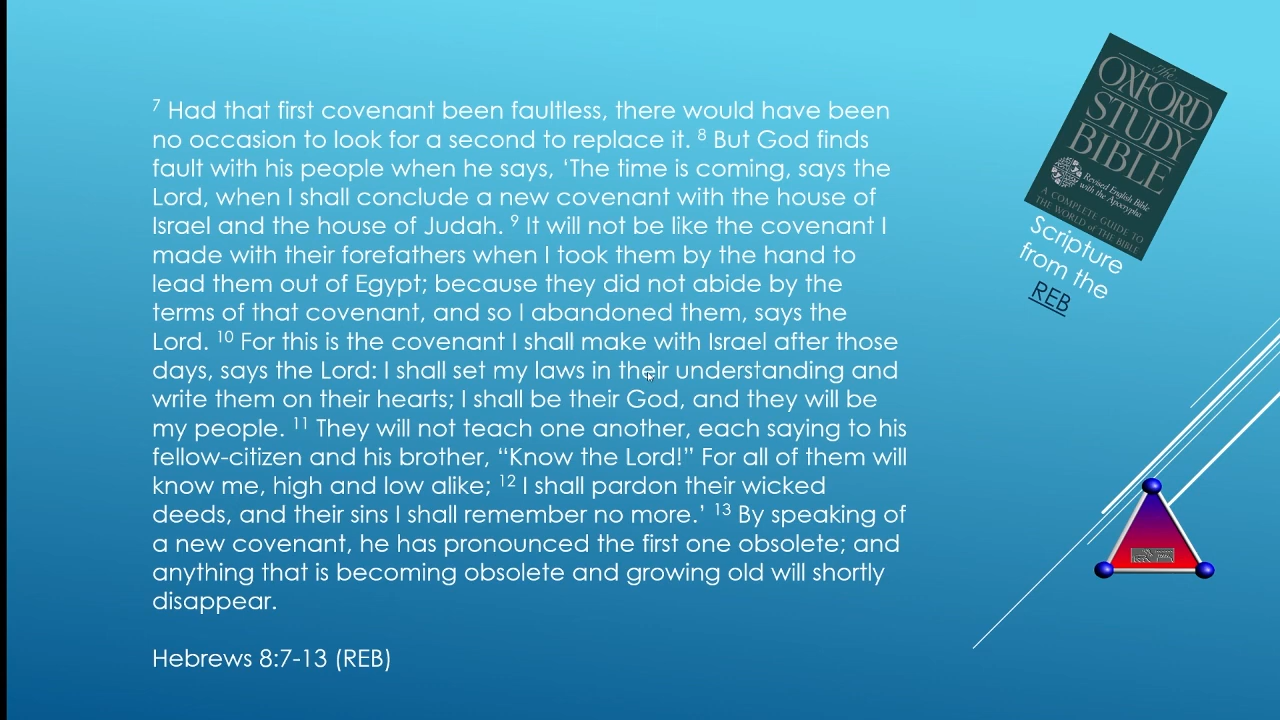 ⁷ Had that first covenant been faultless, there would have been
no occasion to look for a second to replace it. ⁸ But God finds
fault with his people when he says, ‘The time is coming, says the
Lord, when I shall conclude a new covenant with the house of
Israel and the house of Judah. ⁹ It will not be like the covenant I
made with their forefathers when I took them by the hand to
lead them out of Egypt; because they did not abide by the
terms of that covenant, and so I abandoned them, says the
Lord. ¹⁰ For this is the covenant I shall make with Israel after those
days, says the Lord: I shall set my laws in their understanding and
write them on their hearts; I shall be their God, and they will be
my people. ¹¹ They will not teach one another, each saying to his
fellow-citizen and his brother, “Know the Lord!” For all of them will
know me, high and low alike; ¹² I shall pardon their wicked
deeds, and their sins I shall remember no more.’ ¹³ By speaking of
a new covenant, he has pronounced the first one obsolete; and
anything that is becoming obsolete and growing old will shortly
disappear.
Hebrews 8:7-13 (REB)
The
OXFORD
STUDY
BIBLE
Revised English Bible
with the Apocrypha
A COMPLETE GUIDE TO
THE WORLD of THE BIBLE
Scripture
from the
REB